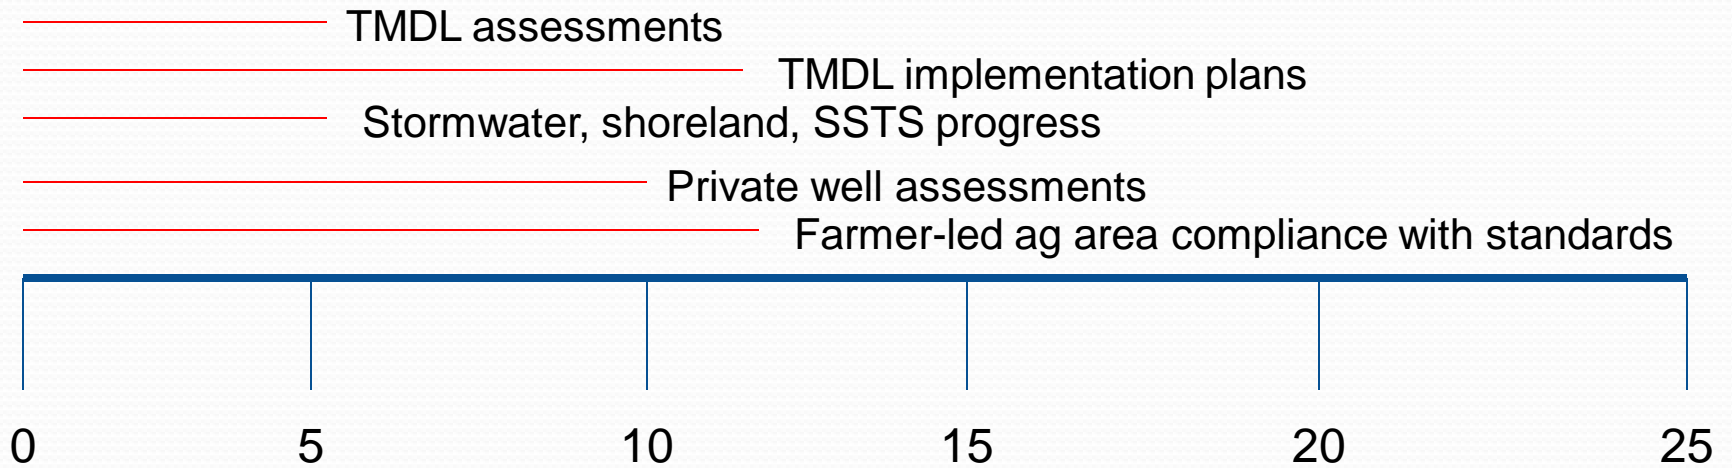 TMDL assessments
TMDL implementation plans
Stormwater, shoreland, SSTS progress
Private well assessments
Farmer-led ag area compliance with standards
0 5 10 15 20 25